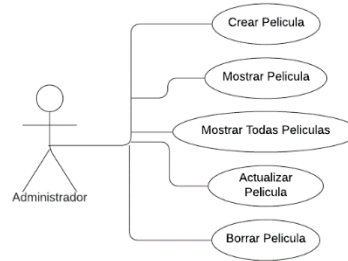 Crear Pelicula
Mostrar Pelicula
Mostrar Todas Peliculas
Actualizar
Pelicula
Administrador
Borrar Pelicula